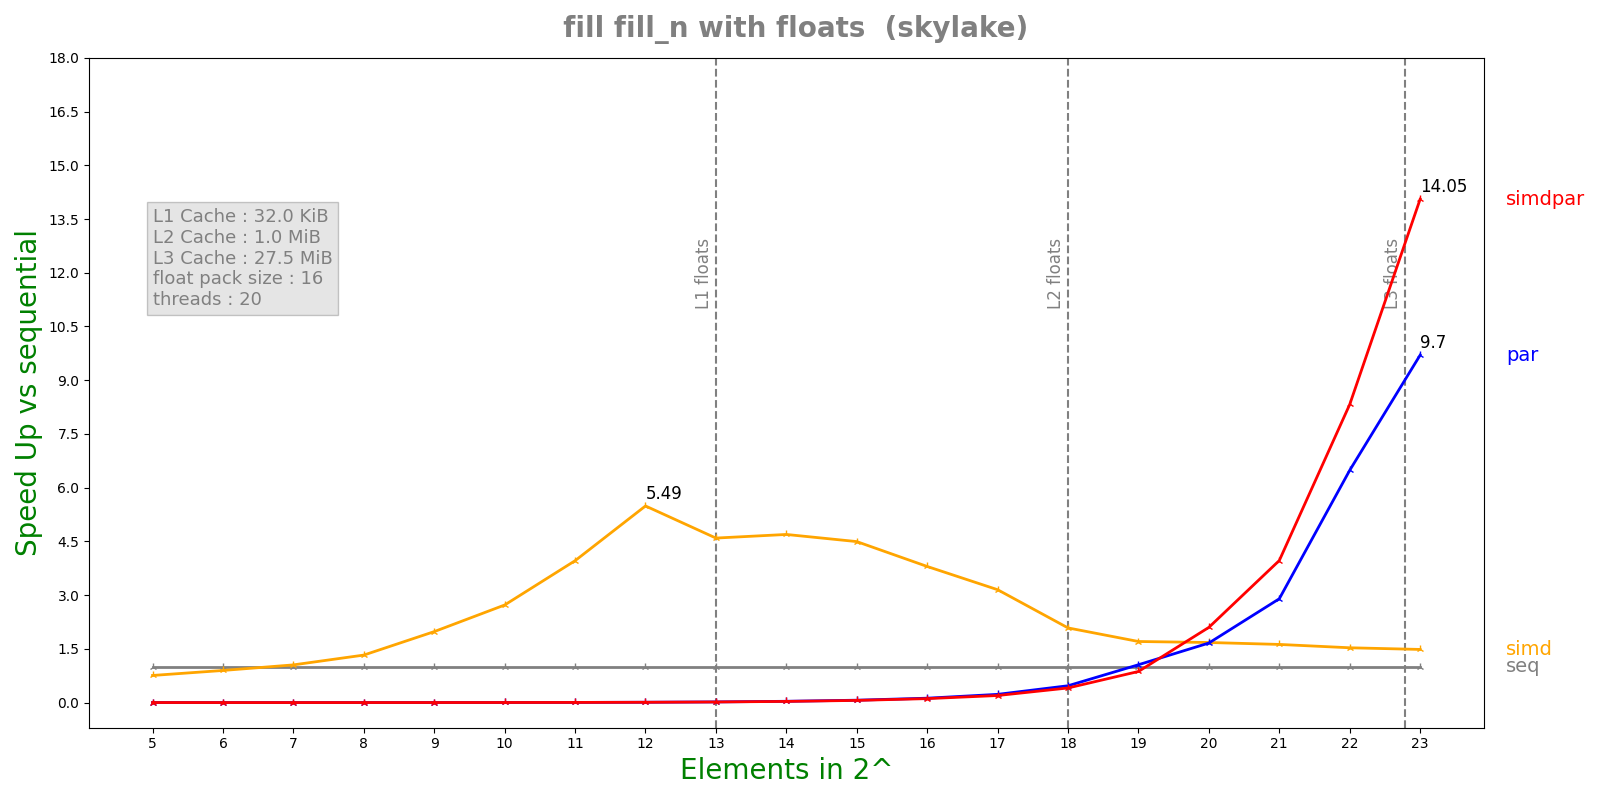 fill fill_n with floats  (skylake)
Speed Up vs sequential
18.0
16.5
15.0
13.5
12.0
10.5
9.0
7.5
6.0
4.5
3.0
1.5
0.0
L1 Cache : 32.0 KiB
L2 Cache : 1.0 MiB
L3 Cache : 27.5 MiB
float pack size : 16
threads : 20
L1 floats
L2 floats
L3 floats
5.49
14.05
9.7
simdpar
par
simd
seq
5 6 7 8 9 10 11 12 13 14 15 16 17 18 19 20 21 22 23
Elements in 2^